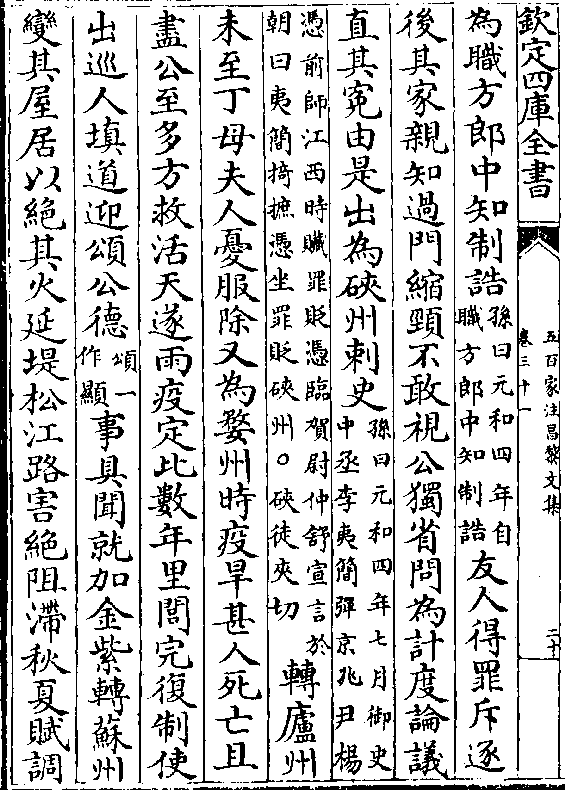 欽定四庫全書
五百家注昌黎文集
卷三十一
二十
為職方郎中知制誥孫曰元和四年自職方郎中知制誥友人得罪斥逐
後其家親知過門縮頸不敢視公獨省問為計度論議
直其寃由是出為硤州刺史孫曰元和四年七月御史中丞李夷簡彈京兆尹楊
憑前師江西時贓罪貶憑臨賀尉仲舒宣言於朝曰夷簡掎摭憑坐罪貶硤州〇硤徒夾切轉廬州
未至丁母夫人憂服除又為婺州時疫旱甚人死亡且
盡公至多方救活天遂雨疫定比數年里閭完復制使
出巡人填道迎頌公德頌一作顯事具聞就加金紫轉蘇州
變其屋居以絕其火延堤松江路害絕阻滯秋夏賦調